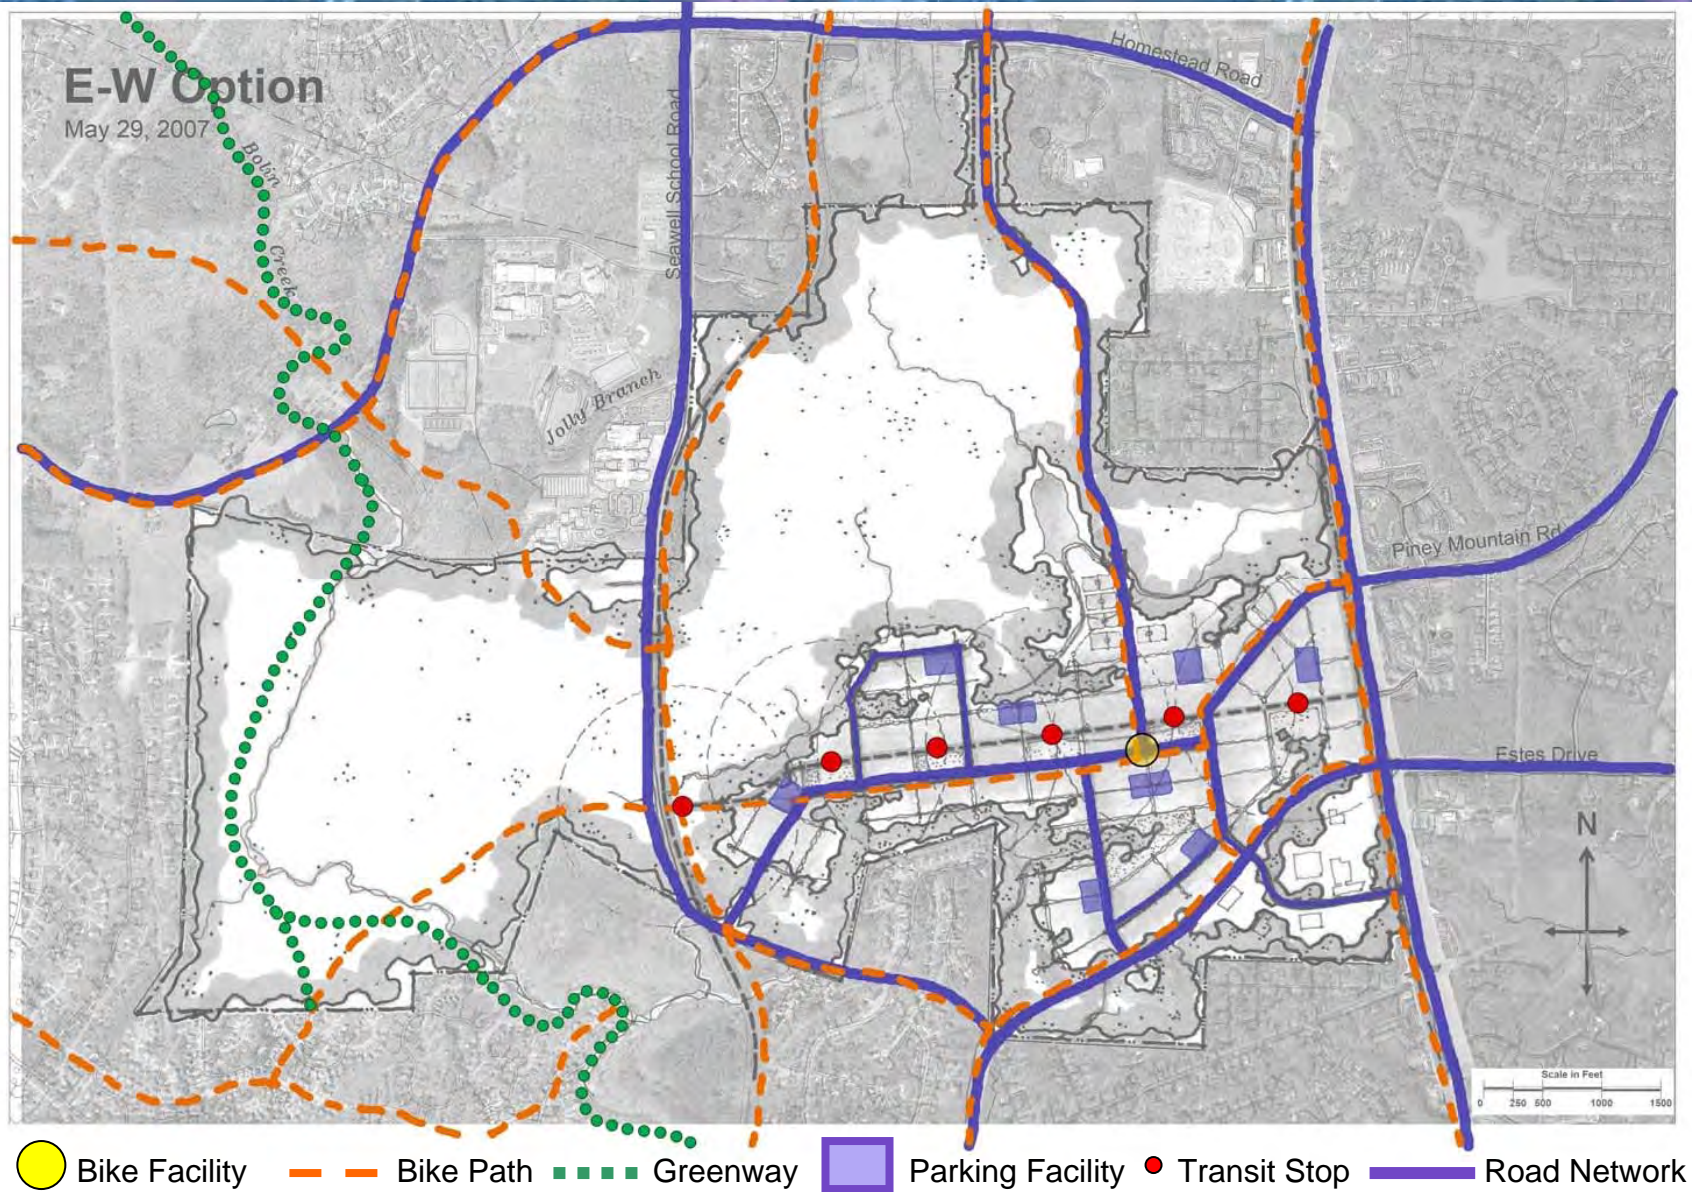 E-W Option
May 29, 2007
Homestead Road
Seawell School Road
Bolin
Creek
Jolly Branch
Piney Mountain Rd
Estes Drive
N
Scale in Feet
0 250 500 1000 1500
Bike Facility Bike Path Greenway Parking Facility Transit Stop Road Network